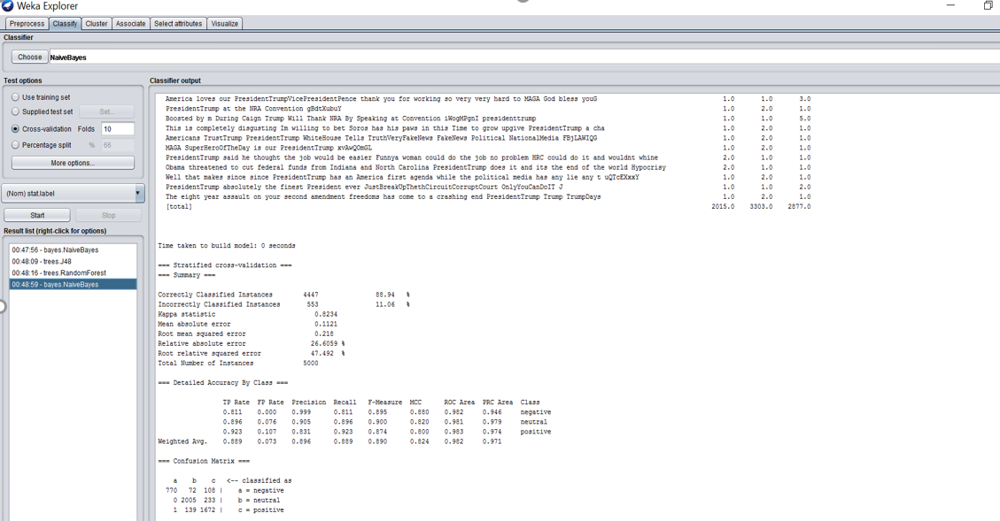 Weka Explorer
Preprocess Classify Cluster Associate Select attributes Visualize
Classifier
Choose NaiveBayes
Test options
Use training set
Supplied test set Set...
Cross-validation Folds 10
Percentage split % 66
More options...
(Nom) stat.label
Start Stop
Result list (right-click for options)
00:47:56 - bayes.NaiveBayes
00:48:09 - trees.J48
00:48:16 - trees.RandomForest
00:48:59 - bayes.NaiveBayes
Classifier output
America loves our PresidentTrumpVicePresidentPence thank you for working so very very hard to MAGA God bless youG 1.0 1.0 3.0
PresidentTrump at the NRA Convention gBdtXubuY 1.0 2.0 1.0
Boosted by m During Caign Trump Will Thank NRA By Speaking at Convention iWogMPgnI presidenttrump 1.0 1.0 5.0
This is completely disgusting Im willing to bet Soros has his paws in this Time to grow upgive PresidentTrump a cha 1.0 2.0 1.0
Americans TrustTrump PresidentTrump WhiteHouse Tells TruthVeryFakeNews FakeNews Political NationalMedia FBjLAWIQG 1.0 2.0 1.0
MAGA SuperHeroOfTheDay is our PresidentTrump xvAwQOmGL 1.0 2.0 1.0
PresidentTrump said he thought the job would be easier Funnya woman could do the job no problem HRC could do it and wouldnt whine 2.0 1.0 1.0
Obama threatened to cut federal funds from Indiana and North Carolina PresidentTrump does it and its the end of the world Hypocrisy 2.0 1.0 1.0
Well that makes since since PresidentTrump has an America first agenda while the political media has any lie any t uQTcEXxxY 1.0 2.0 1.0
PresidentTrump absolutely the finest President ever JustBreakUpThethCircuitCorruptCourt OnlyYouCanDoIT J 1.0 1.0 2.0
The eight year assault on your second amendment freedoms has come to a crashing end PresidentTrump Trump TrumpDays 1.0 2.0 1.0
[total] 2015.0 3303.0 2877.0
Time taken to build model: 0 seconds
=== Stratified cross-validation ===
=== Summary ===
Correctly Classified Instances 4447 88.94 %
Incorrectly Classified Instances 553 11.06 %
Kappa statistic 0.8234
Mean absolute error 0.1121
Root mean squared error 0.218
Relative absolute error 26.6059 %
Root relative squared error 47.492 %
Total Number of Instances 5000
=== Detailed Accuracy By Class ===
TP Rate FP Rate Precision Recall F-Measure MCC ROC Area PRC Area Class
0.811 0.000 0.999 0.811 0.895 0.880 0.982 0.946 negative
0.896 0.076 0.905 0.896 0.900 0.820 0.981 0.979 neutral
0.923 0.107 0.831 0.923 0.874 0.800 0.983 0.974 positive
Weighted Avg. 0.889 0.073 0.896 0.889 0.890 0.824 0.982 0.971
=== Confusion Matrix ===
a b c <-- classified as
770 72 108 | a = negative
0 2005 233 | b = neutral
1 139 1672 | c = positive